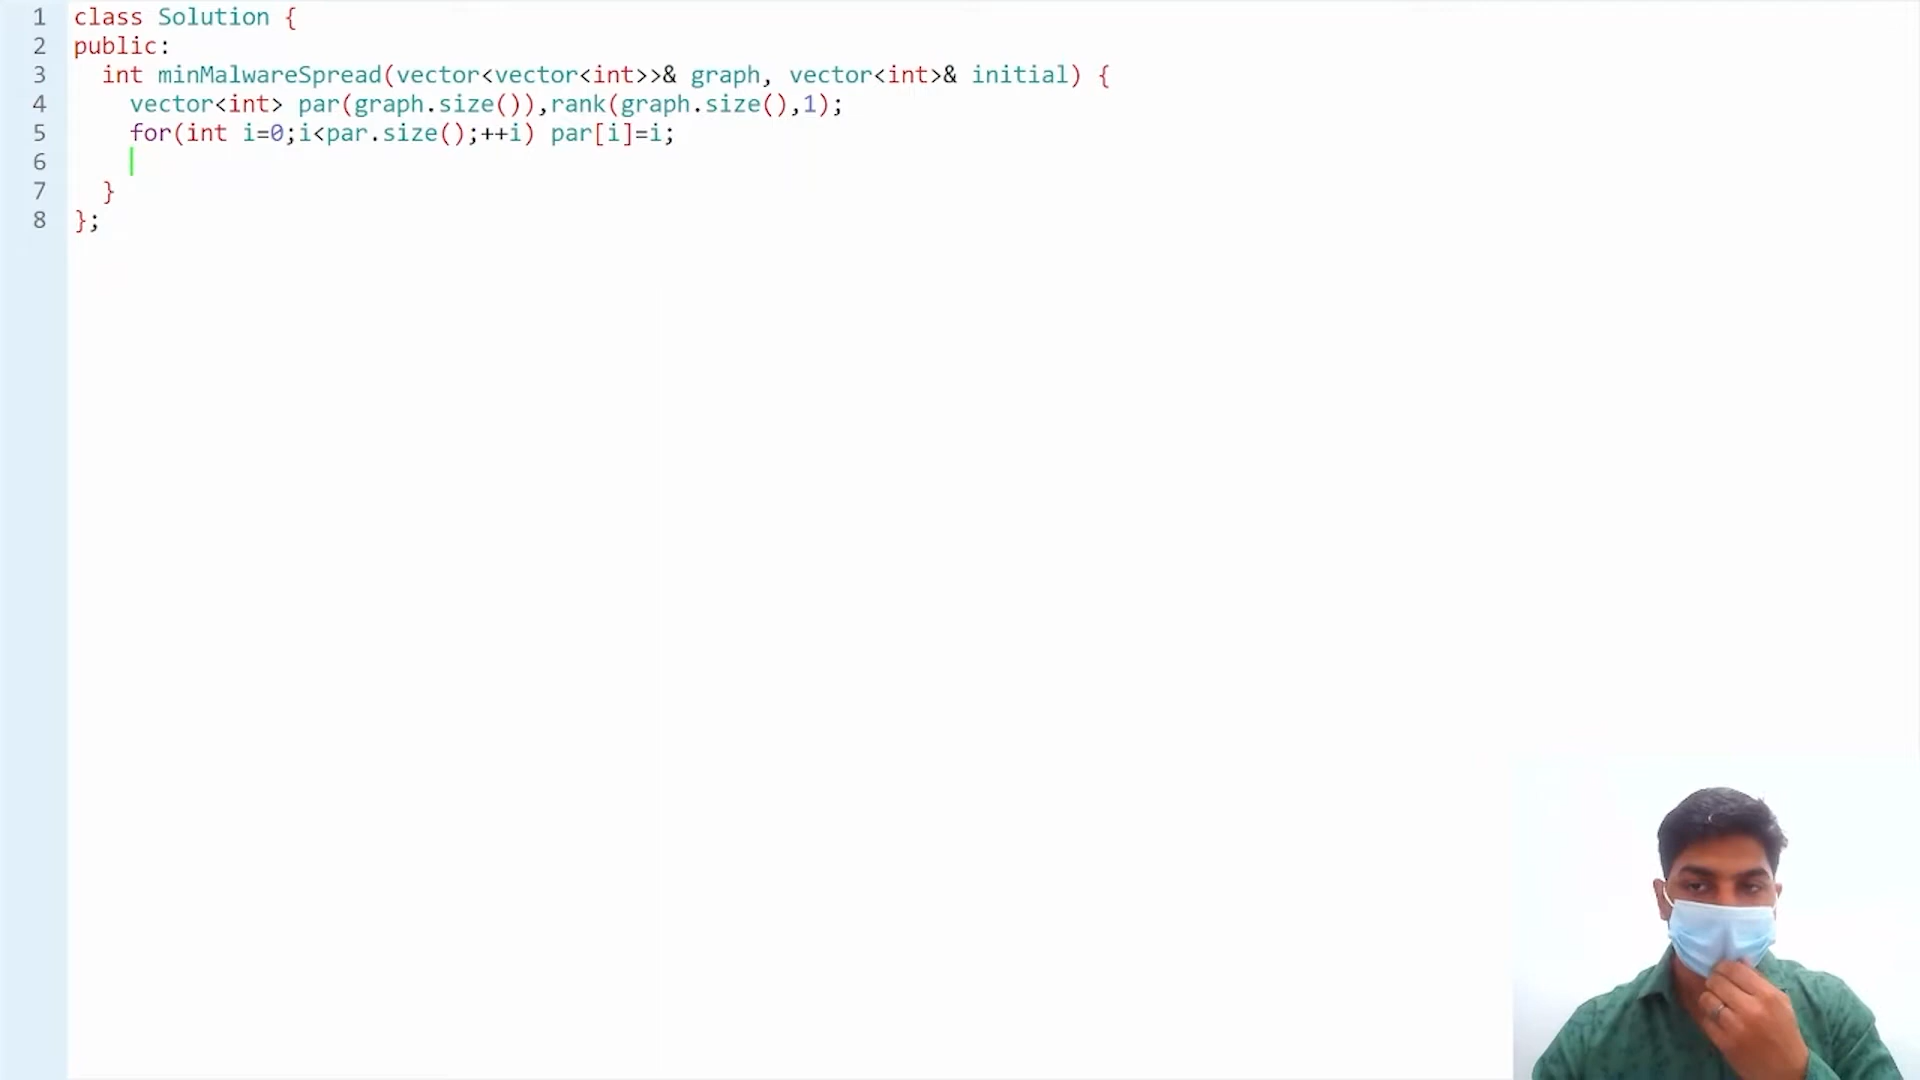 1 class Solution {
2 public:
3   int minMalwareSpread(vector<vector<int>>& graph, vector<int>& initial) {
4     vector<int> par(graph.size()),rank(graph.size(),1);
5     for(int i=0;i<par.size();++i) par[i]=i;
6
7   }
8 };